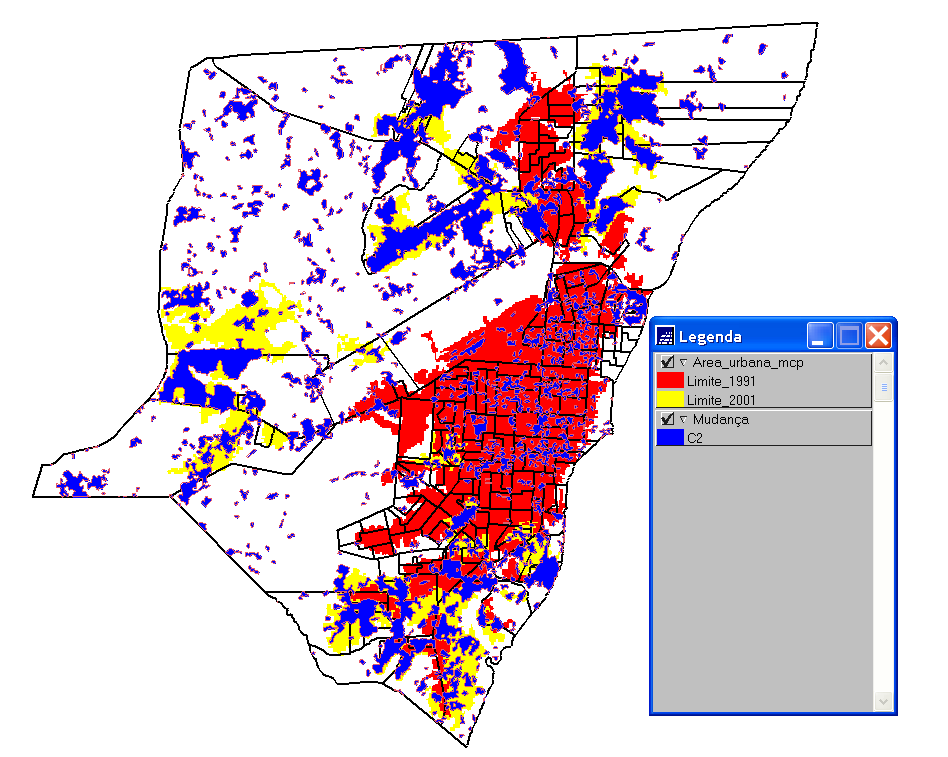 Legenda
Area_urbana_mcp
Limite_1991
Limite_2001
Mudança
C2